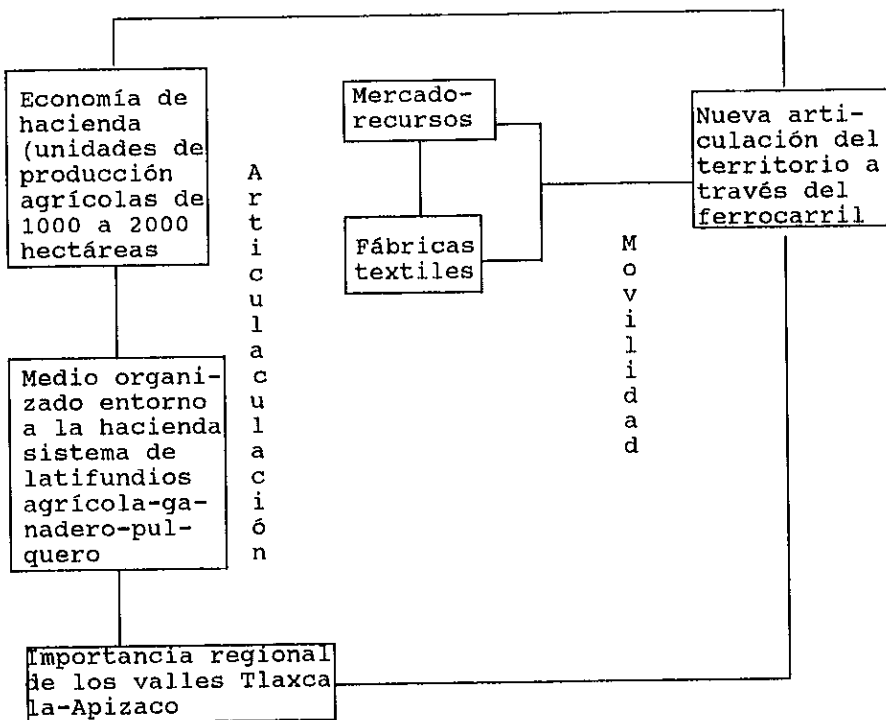 Economía de
hacienda
(unidades de
producción
agrícolas de
1000 a 2000
hectáreas
Medio organi-
zado entorno
a la hacienda
sistema de
latifundios
agrícola-ga-
nadero-pul-
quero
Importancia regional
de los valles Tlaxca
la-Apizaco
Articulaculación
Mercado-
recursos
Fábricas
textiles
Movilidad
Nueva arti-
culación del
territorio a
través del
ferrocarril